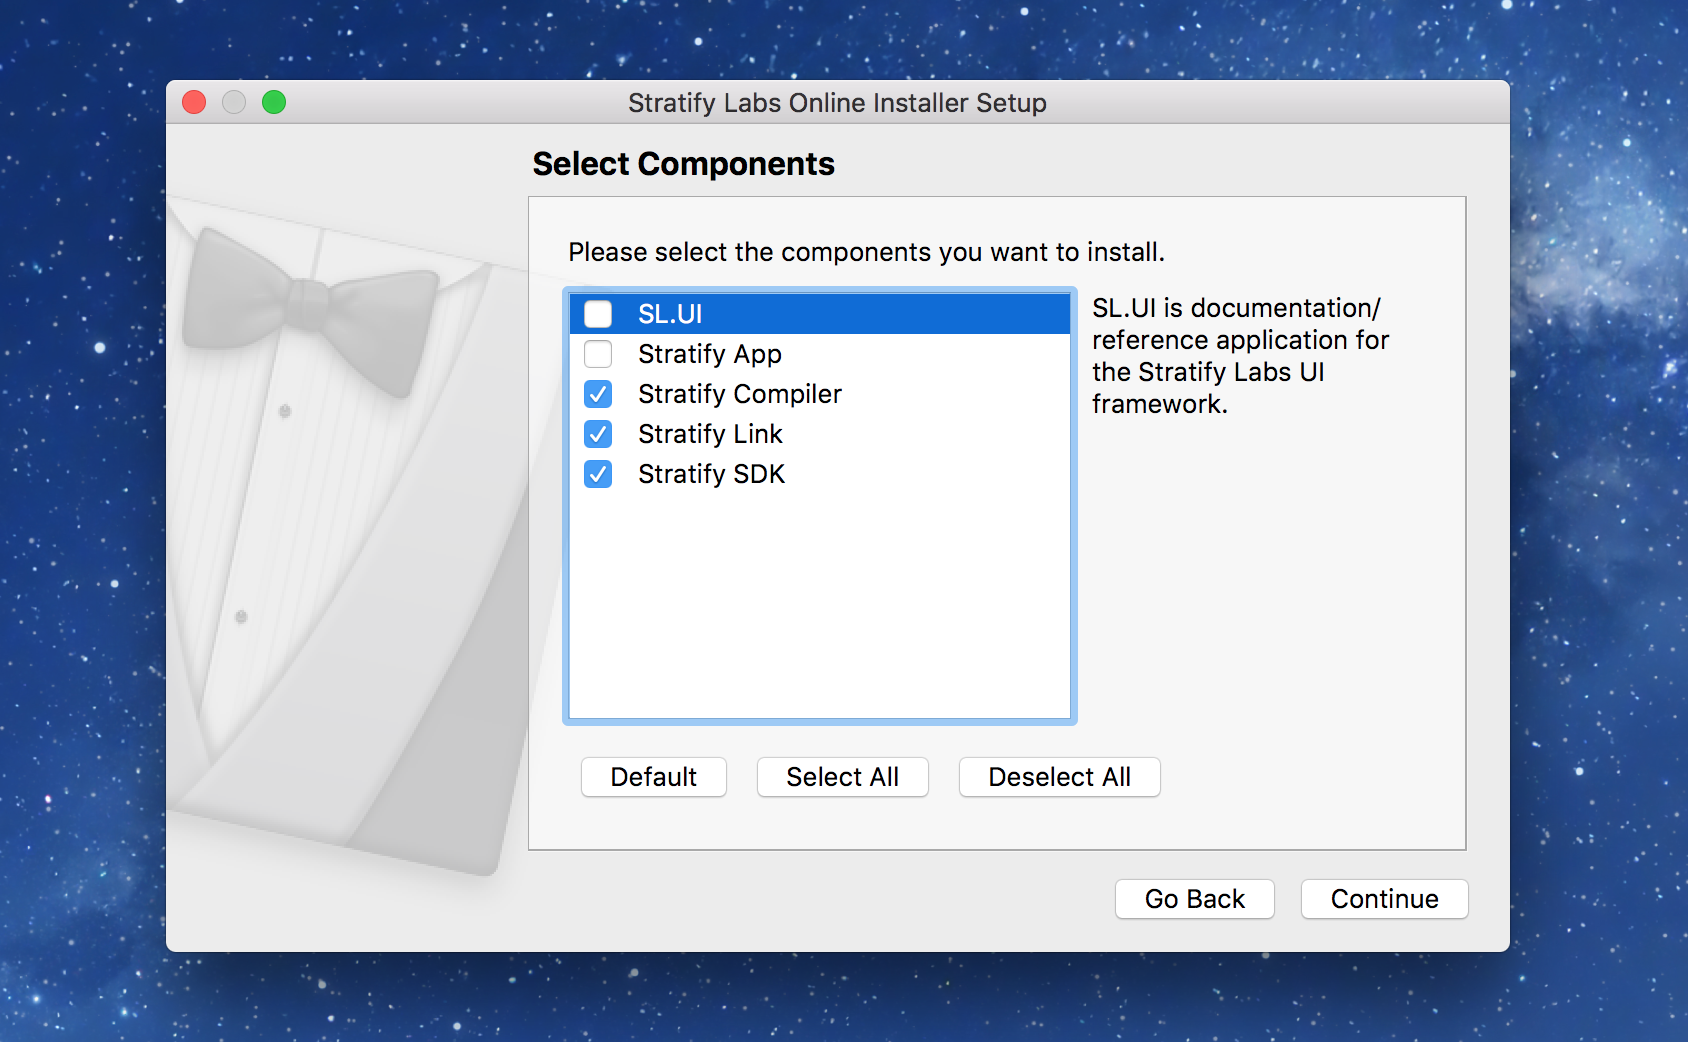 Stratify Labs Online Installer Setup
Select Components
Please select the components you want to install.
SL.UI
Stratify App
Stratify Compiler
Stratify Link
Stratify SDK
SL.UI is documentation/
reference application for
the Stratify Labs UI
framework.
Default
Select All
Deselect All
Go Back
Continue